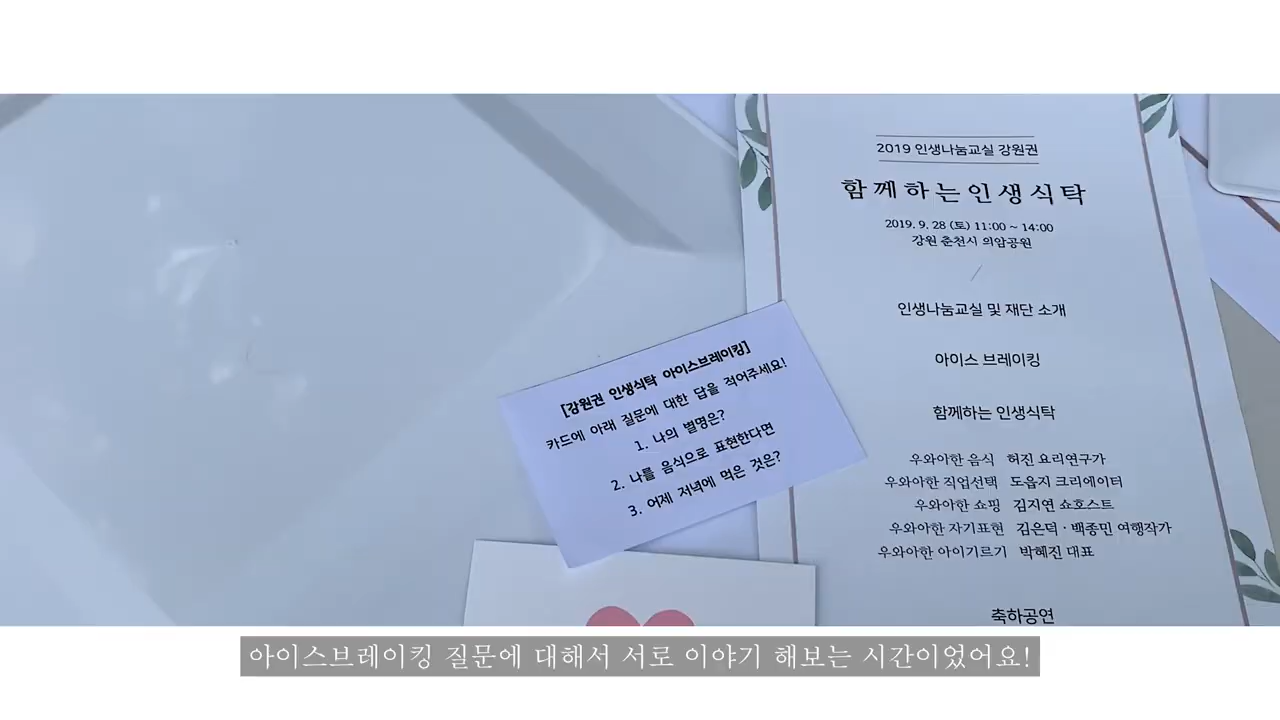 2019 인생나눔교실 강원권
함께하는인생식탁
2019. 9. 28 (토) 11:00 ~ 14:00
강원 춘천시 의암공원
인생나눔교실 및 재단 소개
아이스 브레이킹
함께하는 인생식탁
우와아한 음식 허진 요리연구가
우와아한 직업선택 도읍지 크리에이터
우와아한 쇼핑 김지연 쇼호스트
우와아한 자기표현 김은덕 · 백종민 여행작가
우와아한 아이기르기 박혜진 대표
축하공연
[강원권 인생식탁 아이스브레이킹]
카드에 아래 질문에 대한 답을 적어주세요!
1. 나의 별명은?
2. 나를 음식으로 표현한다면
3. 어제 저녁에 먹은 것은?
아이스브레이킹 질문에 대해서 서로 이야기 해보는 시간이었어요!